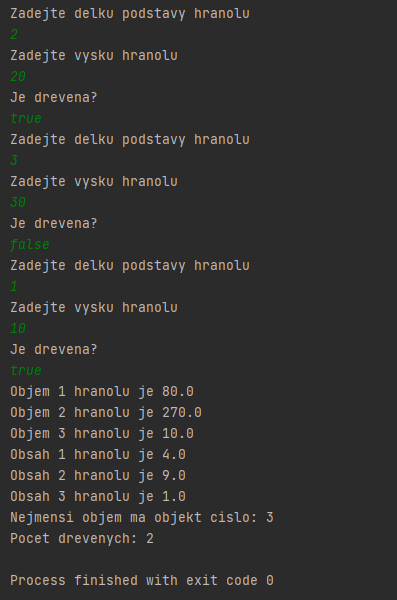 Zadejte delku podstavy hranolu
2
Zadejte vysku hranolu
20
Je drevena?
true
Zadejte delku podstavy hranolu
3
Zadejte vysku hranolu
30
Je drevena?
false
Zadejte delku podstavy hranolu
1
Zadejte vysku hranolu
10
Je drevena?
true
Objem 1 hranolu je 80.0
Objem 2 hranolu je 270.0
Objem 3 hranolu je 10.0
Obsah 1 hranolu je 4.0
Obsah 2 hranolu je 9.0
Obsah 3 hranolu je 1.0
Nejmensi objem ma objekt cislo: 3
Pocet drevenych: 2
Process finished with exit code 0